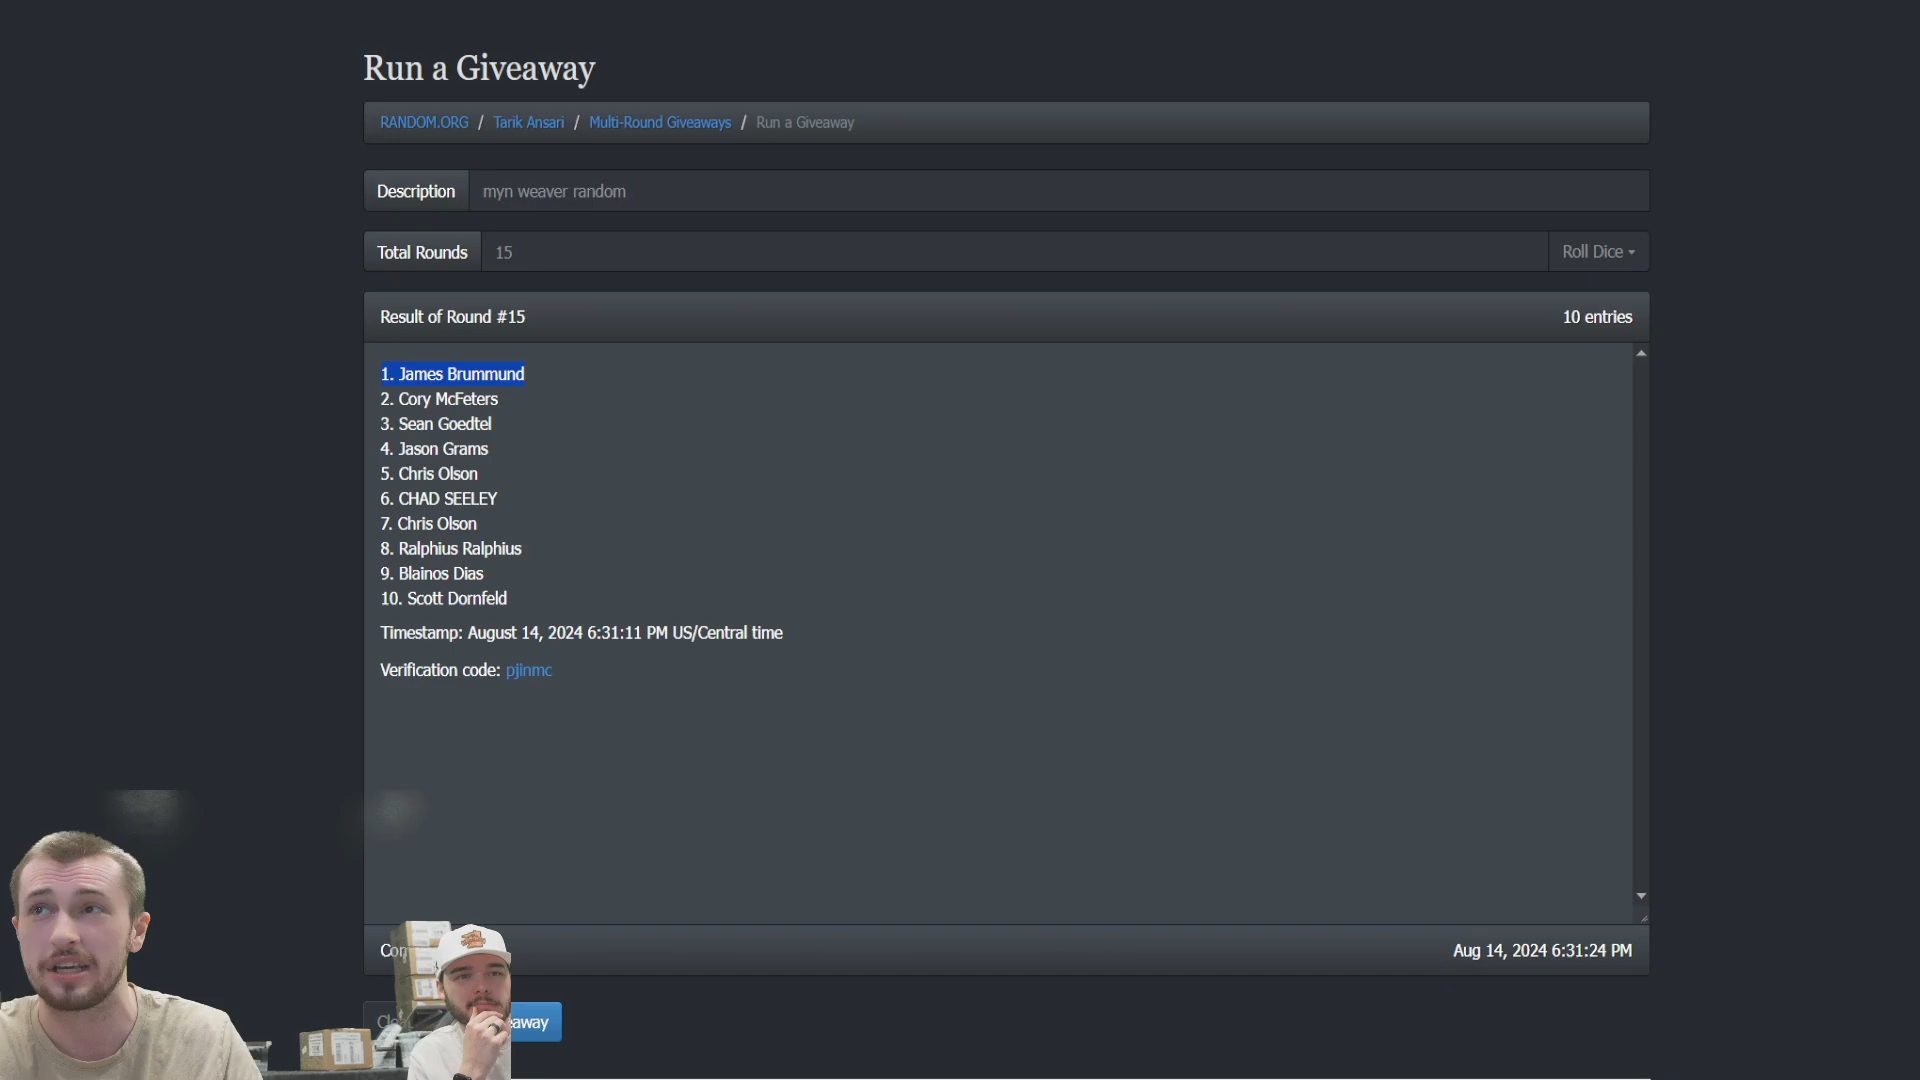 Run a Giveaway
RANDOM.ORG / Tarik Ansari / Multi-Round Giveaways / Run a Giveaway
Description myn weaver random
Total Rounds 15 Roll Dice
Result of Round #15 10 entries
1. James Brummund
2. Cory McFeters
3. Sean Goedtel
4. Jason Grams
5. Chris Olson
6. CHAD SEELEY
7. Chris Olson
8. Ralphius Ralphius
9. Blainos Dias
10. Scott Dornfeld
Timestamp: August 14, 2024 6:31:11 PM US/Central time
Verification code: pjinmc
Aug 14, 2024 6:31:24 PM